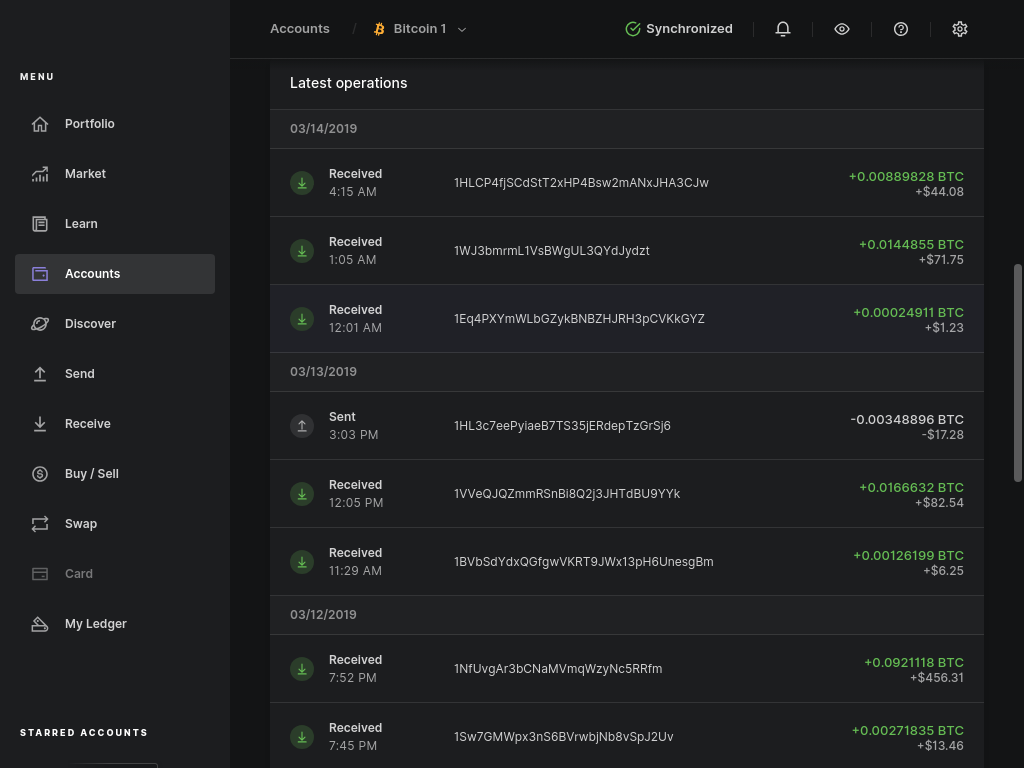 Accounts / Bitcoin 1 Synchronized
MENU
Portfolio
Market
Learn
Accounts
Discover
Send
Receive
Buy / Sell
Swap
Card
My Ledger
STARRED ACCOUNTS
Latest operations
03/14/2019
Received 1HLCP4fjSCdStT2xHP4Bsw2mANxJHA3CJw +0.00889828 BTC
4:15 AM +$44.08
Received 1WJ3bmrmL1VsBWgUL3QYdJydzt +0.0144855 BTC
1:05 AM +$71.75
Received 1Eq4PXYmWLbGZykBNBZHJRH3pCVKkGYZ +0.00024911 BTC
12:01 AM +$1.23
03/13/2019
Sent 1HL3c7eePyiaeB7TS35jERdepTzGrSj6 -0.00348896 BTC
3:03 PM -$17.28
Received 1VVeQJQZmmRSnBi8Q2j3JHTdBU9YYk +0.0166632 BTC
12:05 PM +$82.54
Received 1BVbSdYdxQGfgwVKRT9JWx13pH6UnesgBm +0.00126199 BTC
11:29 AM +$6.25
03/12/2019
Received 1NfUvgAr3bCNaMVmqWzyNc5RRfm +0.0921118 BTC
7:52 PM +$456.31
Received 1Sw7GMWpx3nS6BVrwbjNb8vSpJ2Uv +0.00271835 BTC
7:45 PM +$13.46